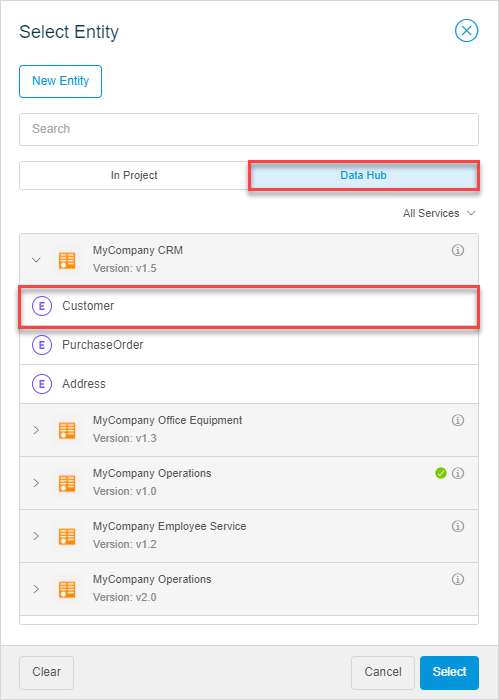 Select Entity
New Entity
Search
In Project
Data Hub
All Services
MyCompany CRM
Version: v1.5
E Customer
E PurchaseOrder
E Address
MyCompany Office Equipment
Version: v1.3
MyCompany Operations
Version: v1.0
MyCompany Employee Service
Version: v1.2
MyCompany Operations
Version: v2.0
Clear
Cancel
Select